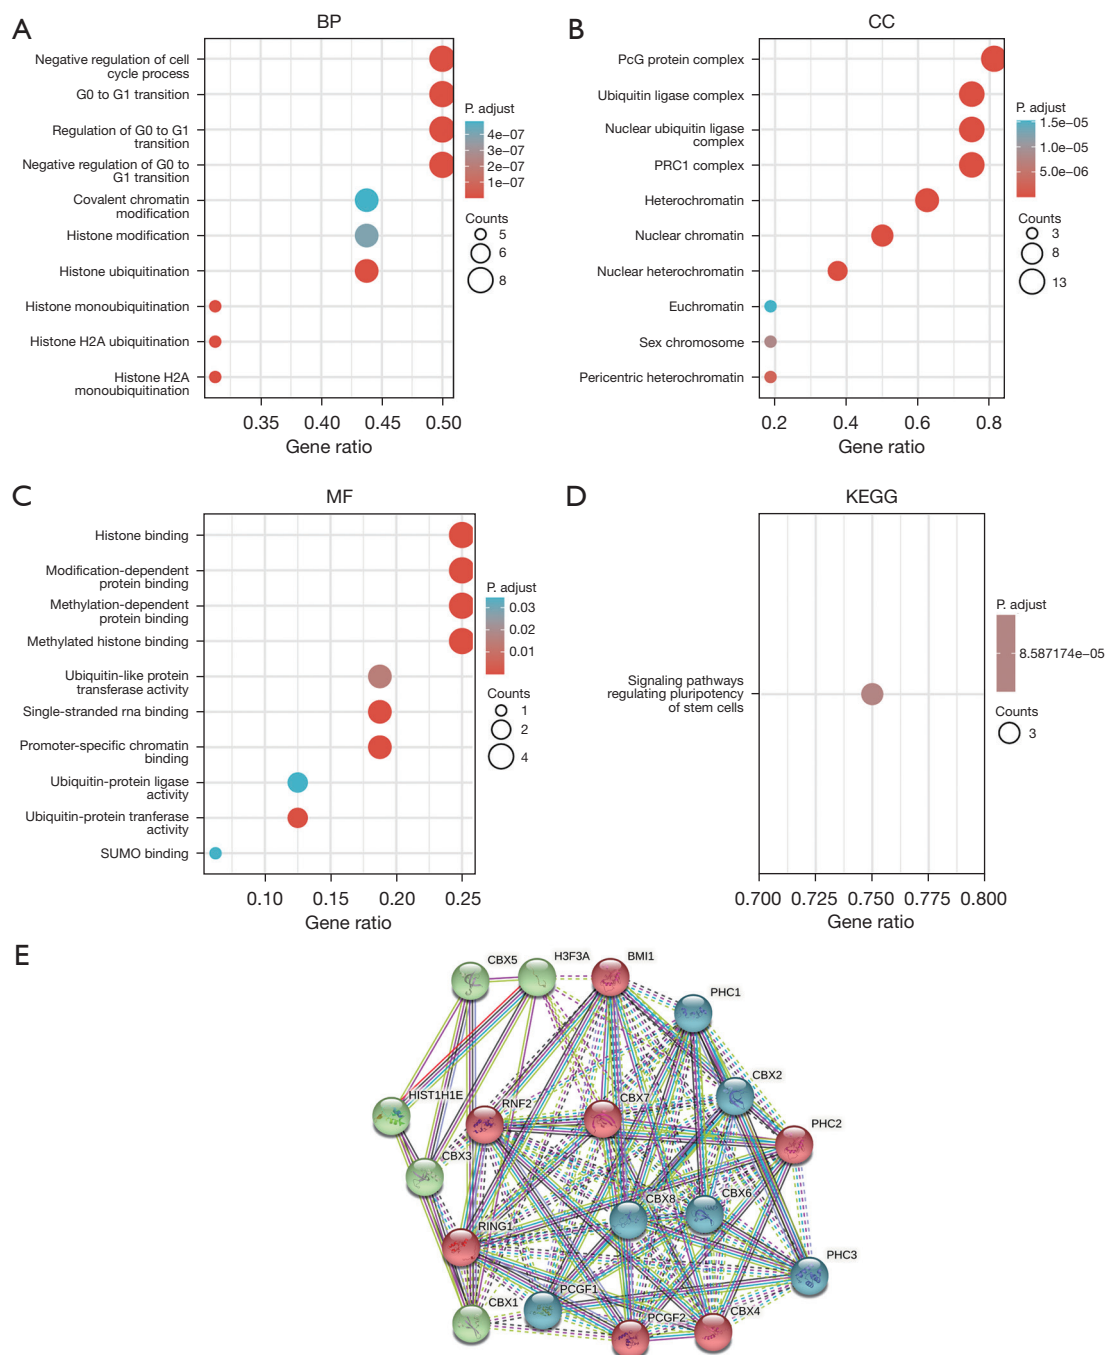 A
BP
Negative regulation of cell
cycle process
G0 to G1 transition
Regulation of G0 to G1
transition
Negative regulation of G0 to
G1 transition
Covalent chromatin
modification
Histone modification
Histone ubiquitination
Histone monoubiquitination
Histone H2A ubiquitination
Histone H2A
monoubiquitination
0.35 0.40 0.45 0.50
Gene ratio
P. adjust
4e-07
3e-07
2e-07
1e-07
Counts
5
6
8
B
CC
PcG protein complex
Ubiquitin ligase complex
Nuclear ubiquitin ligase
complex
PRC1 complex
Heterochromatin
Nuclear chromatin
Nuclear heterochromatin
Euchromatin
Sex chromosome
Pericentric heterochromatin
0.2 0.4 0.6 0.8
Gene ratio
P. adjust
1.5e-05
1.0e-05
5.0e-06
Counts
3
8
13
C
MF
Histone binding
Modification-dependent
protein binding
Methylation-dependent
protein binding
Methylated histone binding
Ubiquitin-like protein
transferase activity
Single-stranded rna binding
Promoter-specific chromatin
binding
Ubiquitin-protein ligase
activity
Ubiquitin-protein tranferase
activity
SUMO binding
0.10 0.15 0.20 0.25
Gene ratio
P. adjust
0.03
0.02
0.01
Counts
1
2
4
D
KEGG
Signaling pathways
regulating pluripotency
of stem cells
0.700 0.725 0.750 0.775 0.800
Gene ratio
P. adjust
8.587174e-05
Counts
3
E
CBX5
H3F3A
BMI1
PHC1
CBX2
HIST1H1E
RNF2
CBX7
PHC2
CBX3
CBX8
CBX6
RING1
PHC3
CBX1
PCGF1
PCGF2
CBX4